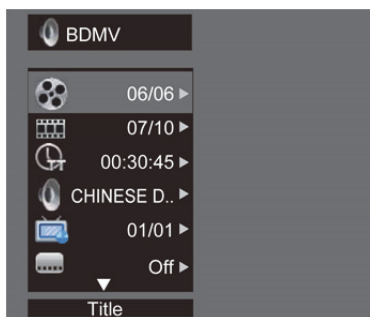 BDMV
06/06
07/10
00:30:45
CHINESE D..
01/01
Off
Title